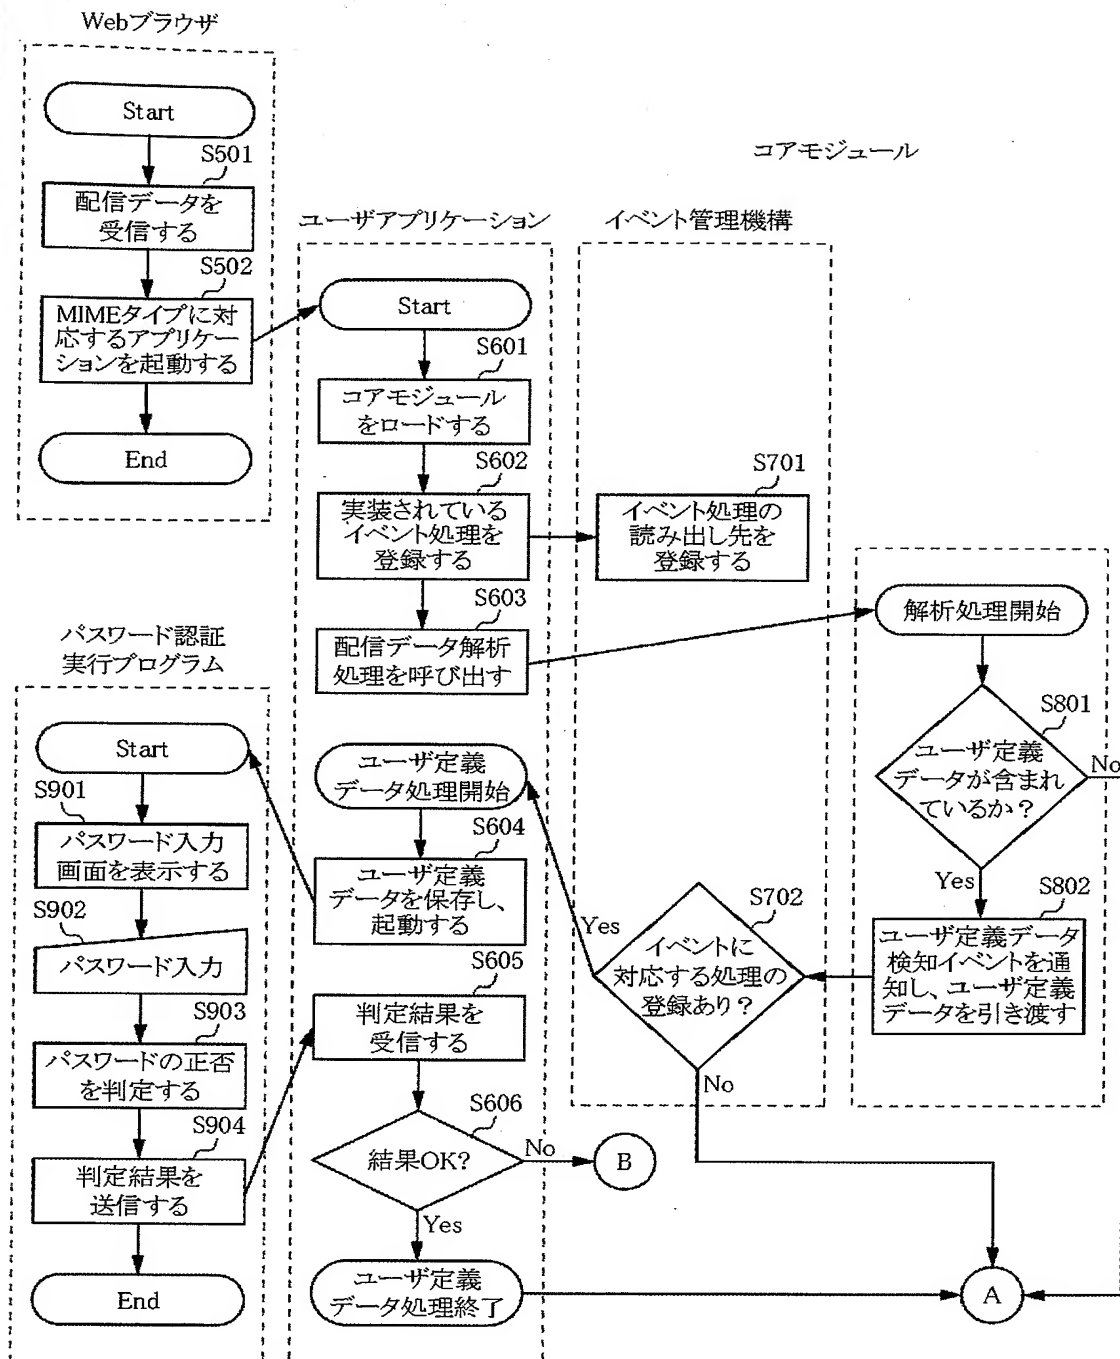 Webブラウザ
Start
S501
配信データを
受信する
S502
MIMEタイプに対
応するアプリケー
ションを起動する
End
コアモジュール
ユーザアプリケーション
Start
S601
コアモジュール
をロードする
S602
実装されている
イベント処理を
登録する
S603
配信データ解析
処理を呼び出す
イベント管理機構
S701
イベント処理の
読み出し先を
登録する
解析処理開始
S801
ユーザ定義
データが含まれ
ているか?
No
Yes
S802
ユーザ定義データ
検知イベントを通
知し、ユーザ定義
データを引き渡す
S702
イベントに
対応する処理の
登録あり?
Yes
No
ユーザ定義
データ処理開始
S604
ユーザ定義
データを保存し、
起動する
パスワード認証
実行プログラム
Start
S901
パスワード入力
画面を表示する
S902
パスワード入力
S903
パスワードの正否
を判定する
S904
判定結果を
送信する
End
S605
判定結果を
受信する
S606
結果OK?
No
B
Yes
ユーザ定義
データ処理終了
A